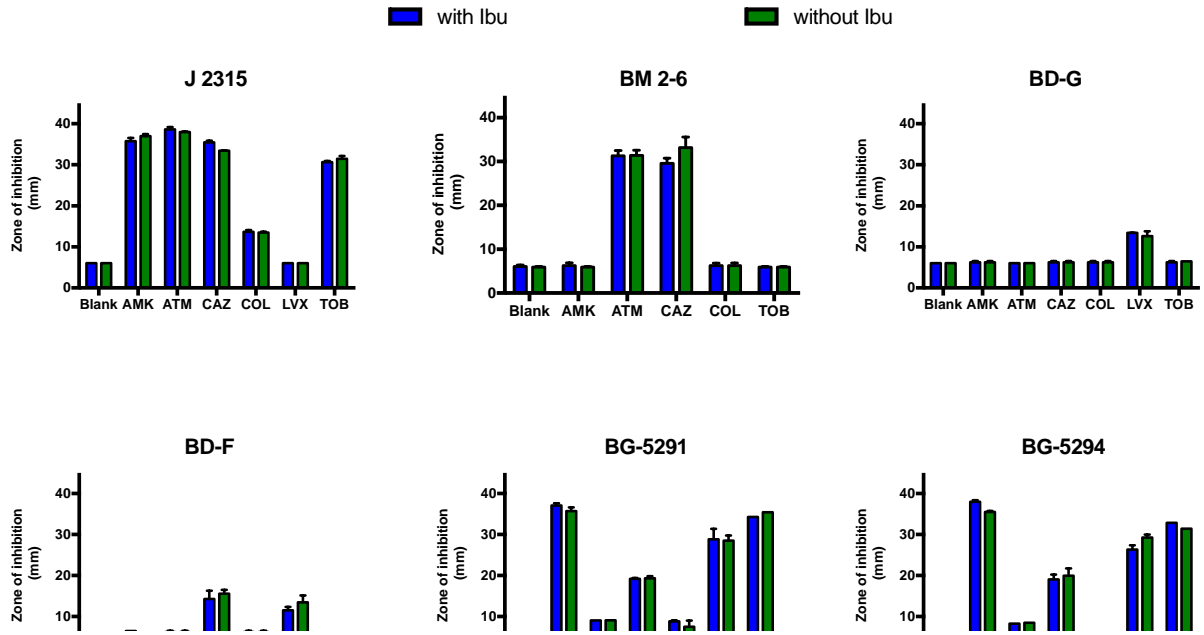 with Ibu without Ibu
J 2315 BM 2-6 BD-G
Zone of inhibition
(mm)
40
30
20
10
0
Blank AMK ATM CAZ COL LVX TOB
Zone of inhibition
(mm)
40
30
20
10
0
Blank AMK ATM CAZ COL TOB
Zone of inhibition
(mm)
40
30
20
10
0
Blank AMK ATM CAZ COL LVX TOB
BD-F BG-5291 BG-5294
Zone of inhibition
(mm)
40
30
20
10
Zone of inhibition
(mm)
40
30
20
10
Zone of inhibition
(mm)
40
30
20
10